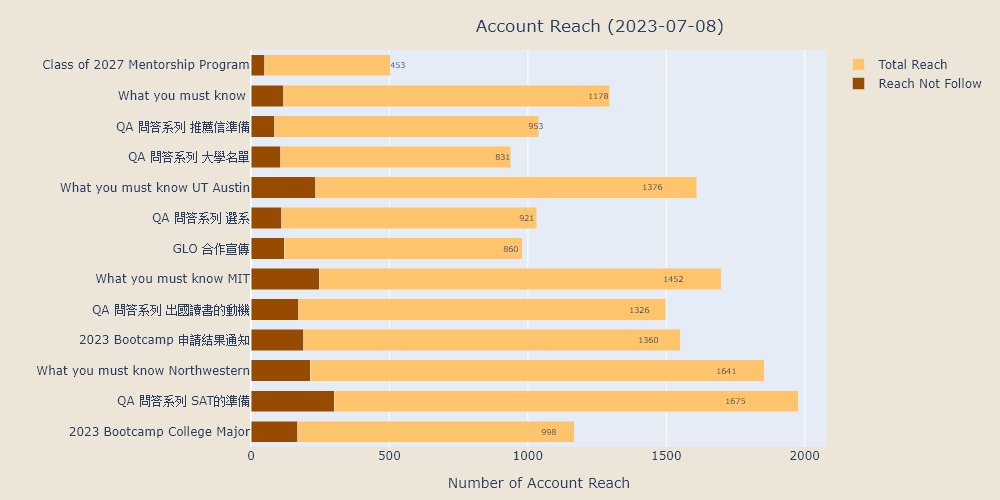 Account Reach (2023-07-08)
Total Reach
Reach Not Follow
Class of 2027 Mentorship Program 453
What you must know 1178
QA 問答系列 推薦信準備 953
QA 問答系列 大學名單 831
What you must know UT Austin 1376
QA 問答系列 選系 921
GLO 合作宣傳 860
What you must know MIT 1452
QA 問答系列 出國讀書的動機 1326
2023 Bootcamp 申請結果通知 1360
What you must know Northwestern 1641
QA 問答系列 SAT的準備 1675
2023 Bootcamp College Major 998
0 500 1000 1500 2000
Number of Account Reach